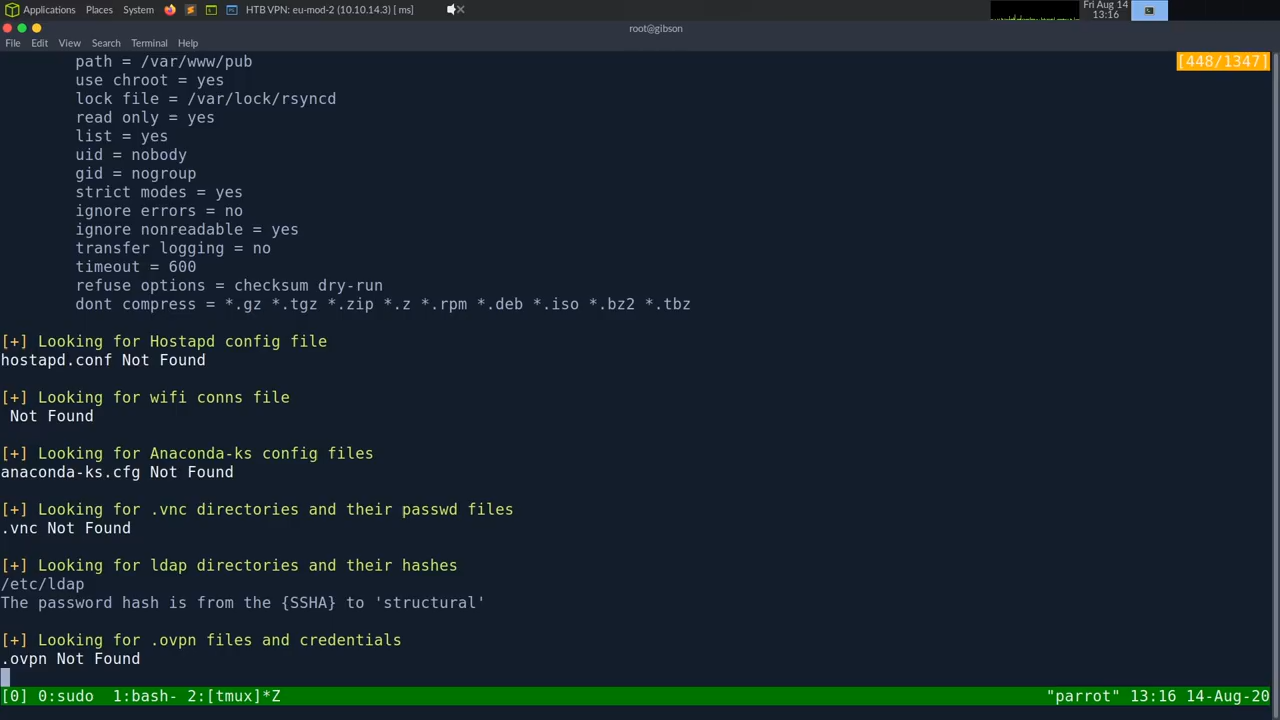 Applications Places System HTB VPN: eu-mod-2 (10.10.14.3) [ ms]
Fri Aug 14
13:16
root@gibson
File Edit View Search Terminal Help
path = /var/www/pub
[448/1347]
use chroot = yes
lock file = /var/lock/rsyncd
read only = yes
list = yes
uid = nobody
gid = nogroup
strict modes = yes
ignore errors = no
ignore nonreadable = yes
transfer logging = no
timeout = 600
refuse options = checksum dry-run
dont compress = *.gz *.tgz *.zip *.z *.rpm *.deb *.iso *.bz2 *.tbz
[+] Looking for Hostapd config file
hostapd.conf Not Found
[+] Looking for wifi conns file
Not Found
[+] Looking for Anaconda-ks config files
anaconda-ks.cfg Not Found
[+] Looking for .vnc directories and their passwd files
.vnc Not Found
[+] Looking for ldap directories and their hashes
/etc/ldap
The password hash is from the {SSHA} to 'structural'
[+] Looking for .ovpn files and credentials
.ovpn Not Found
[0] 0:sudo 1:bash- 2:[tmux]*Z "parrot" 13:16 14-Aug-20